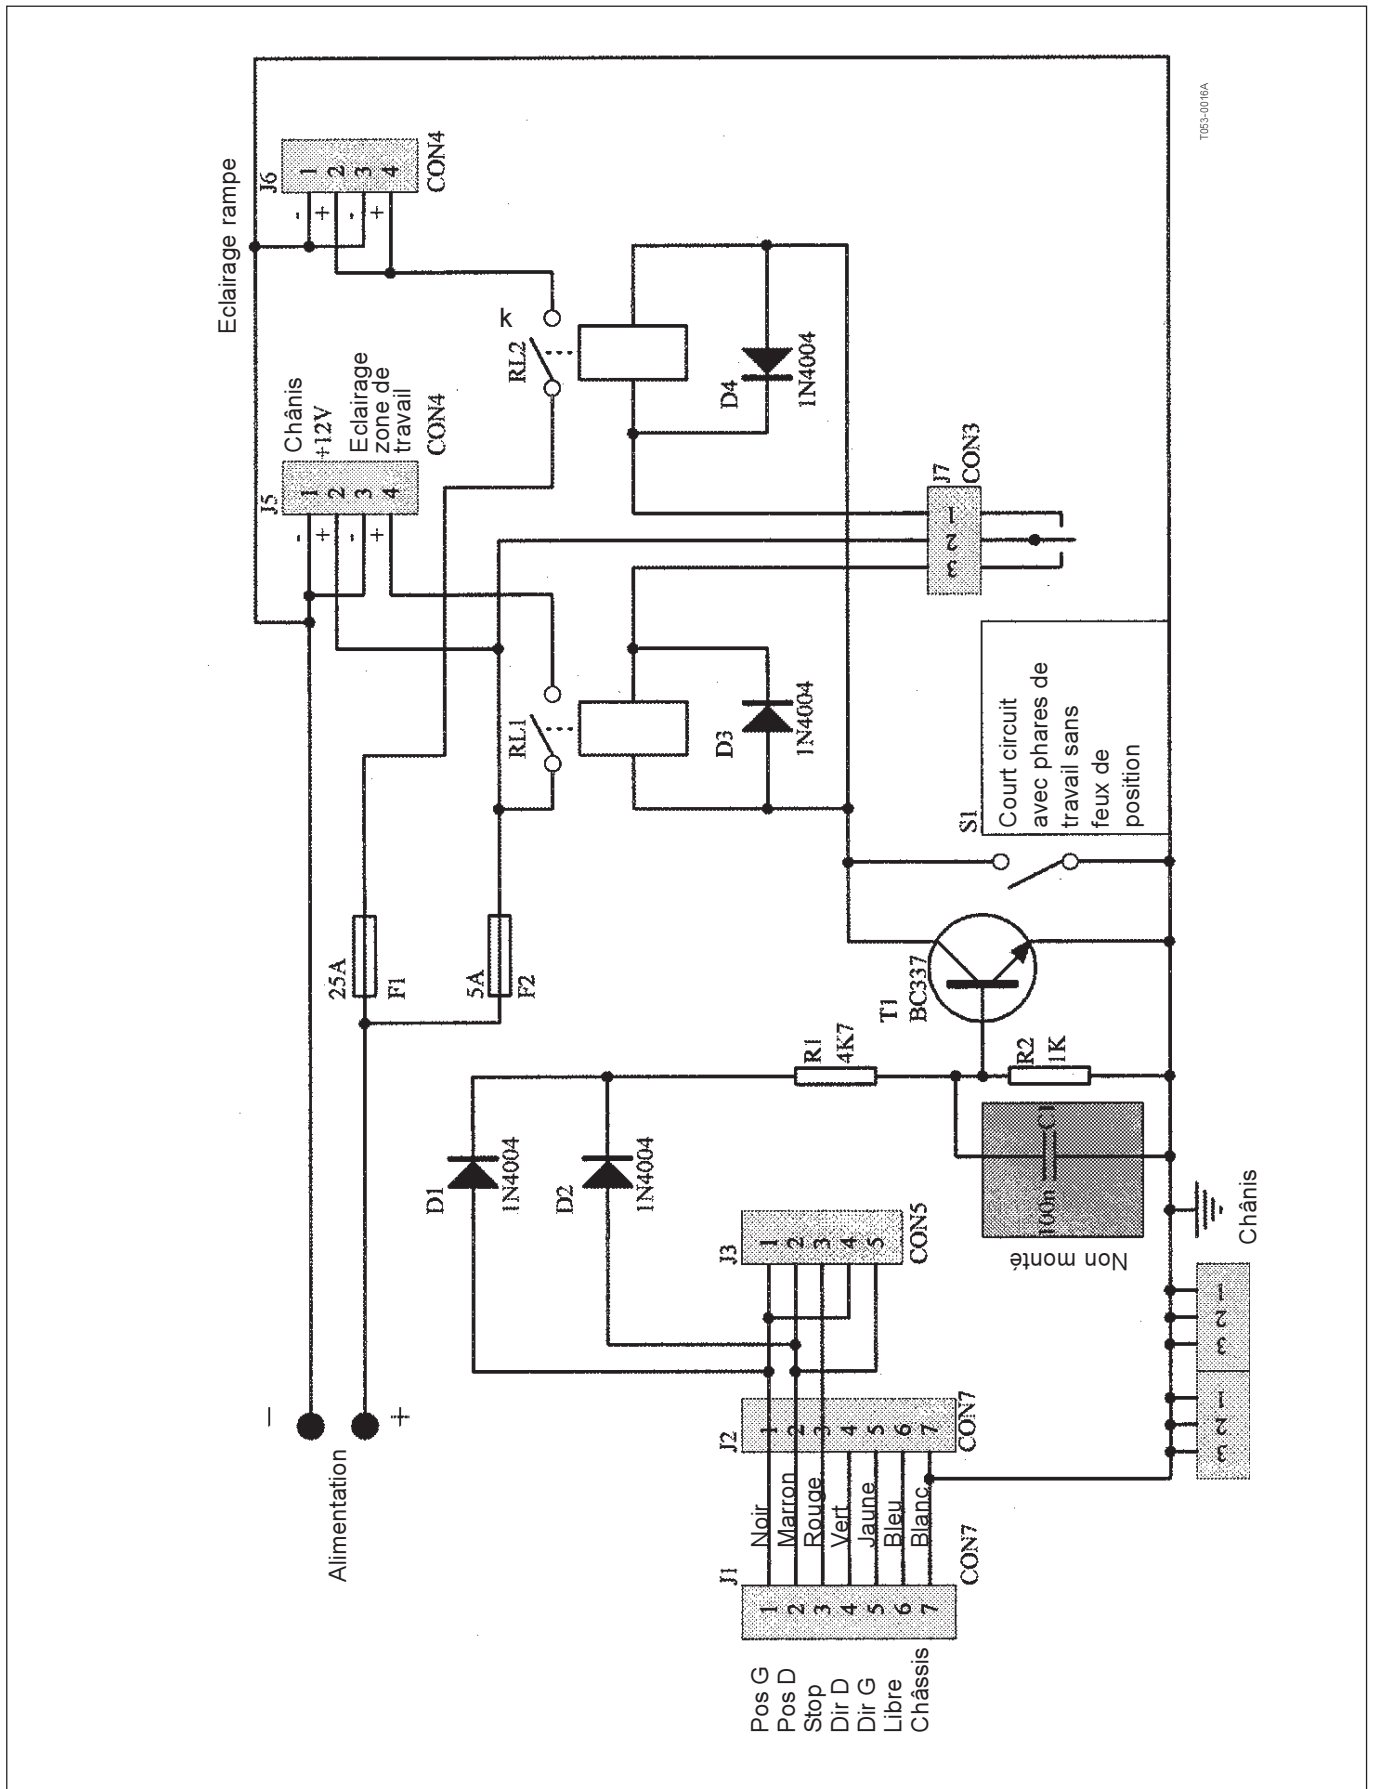 Eclairage rampe
J6
1
2
3
4
-
+
-
+
CON4
J5
1
2
3
4
-
+
-
+
Chânis
+12V
Eclairage
zone de
travail
CON4
k
RL2
D4
1N4004
J7
1
2
3
CON3
RL1
D3
1N4004
25A
F1
5A
F2
S1
Court circuit
avec phares de
travail sans
feux de
position
T1
BC337
R1
4K7
R2
1K
100n
C1
Non monté
D1
1N4004
D2
1N4004
-
+
Alimentation
J3
1
2
3
4
5
CON5
J2
1
2
3
4
5
6
7
CON7
Noir
Marron
Rouge
Vert
Jaune
Bleu
Blanc
J1
1
2
3
4
5
6
7
CON7
Pos G
Pos D
Stop
Dir D
Dir G
Libre
Châssis
Chânis
1
2
3
1
2
3
T053-0016A